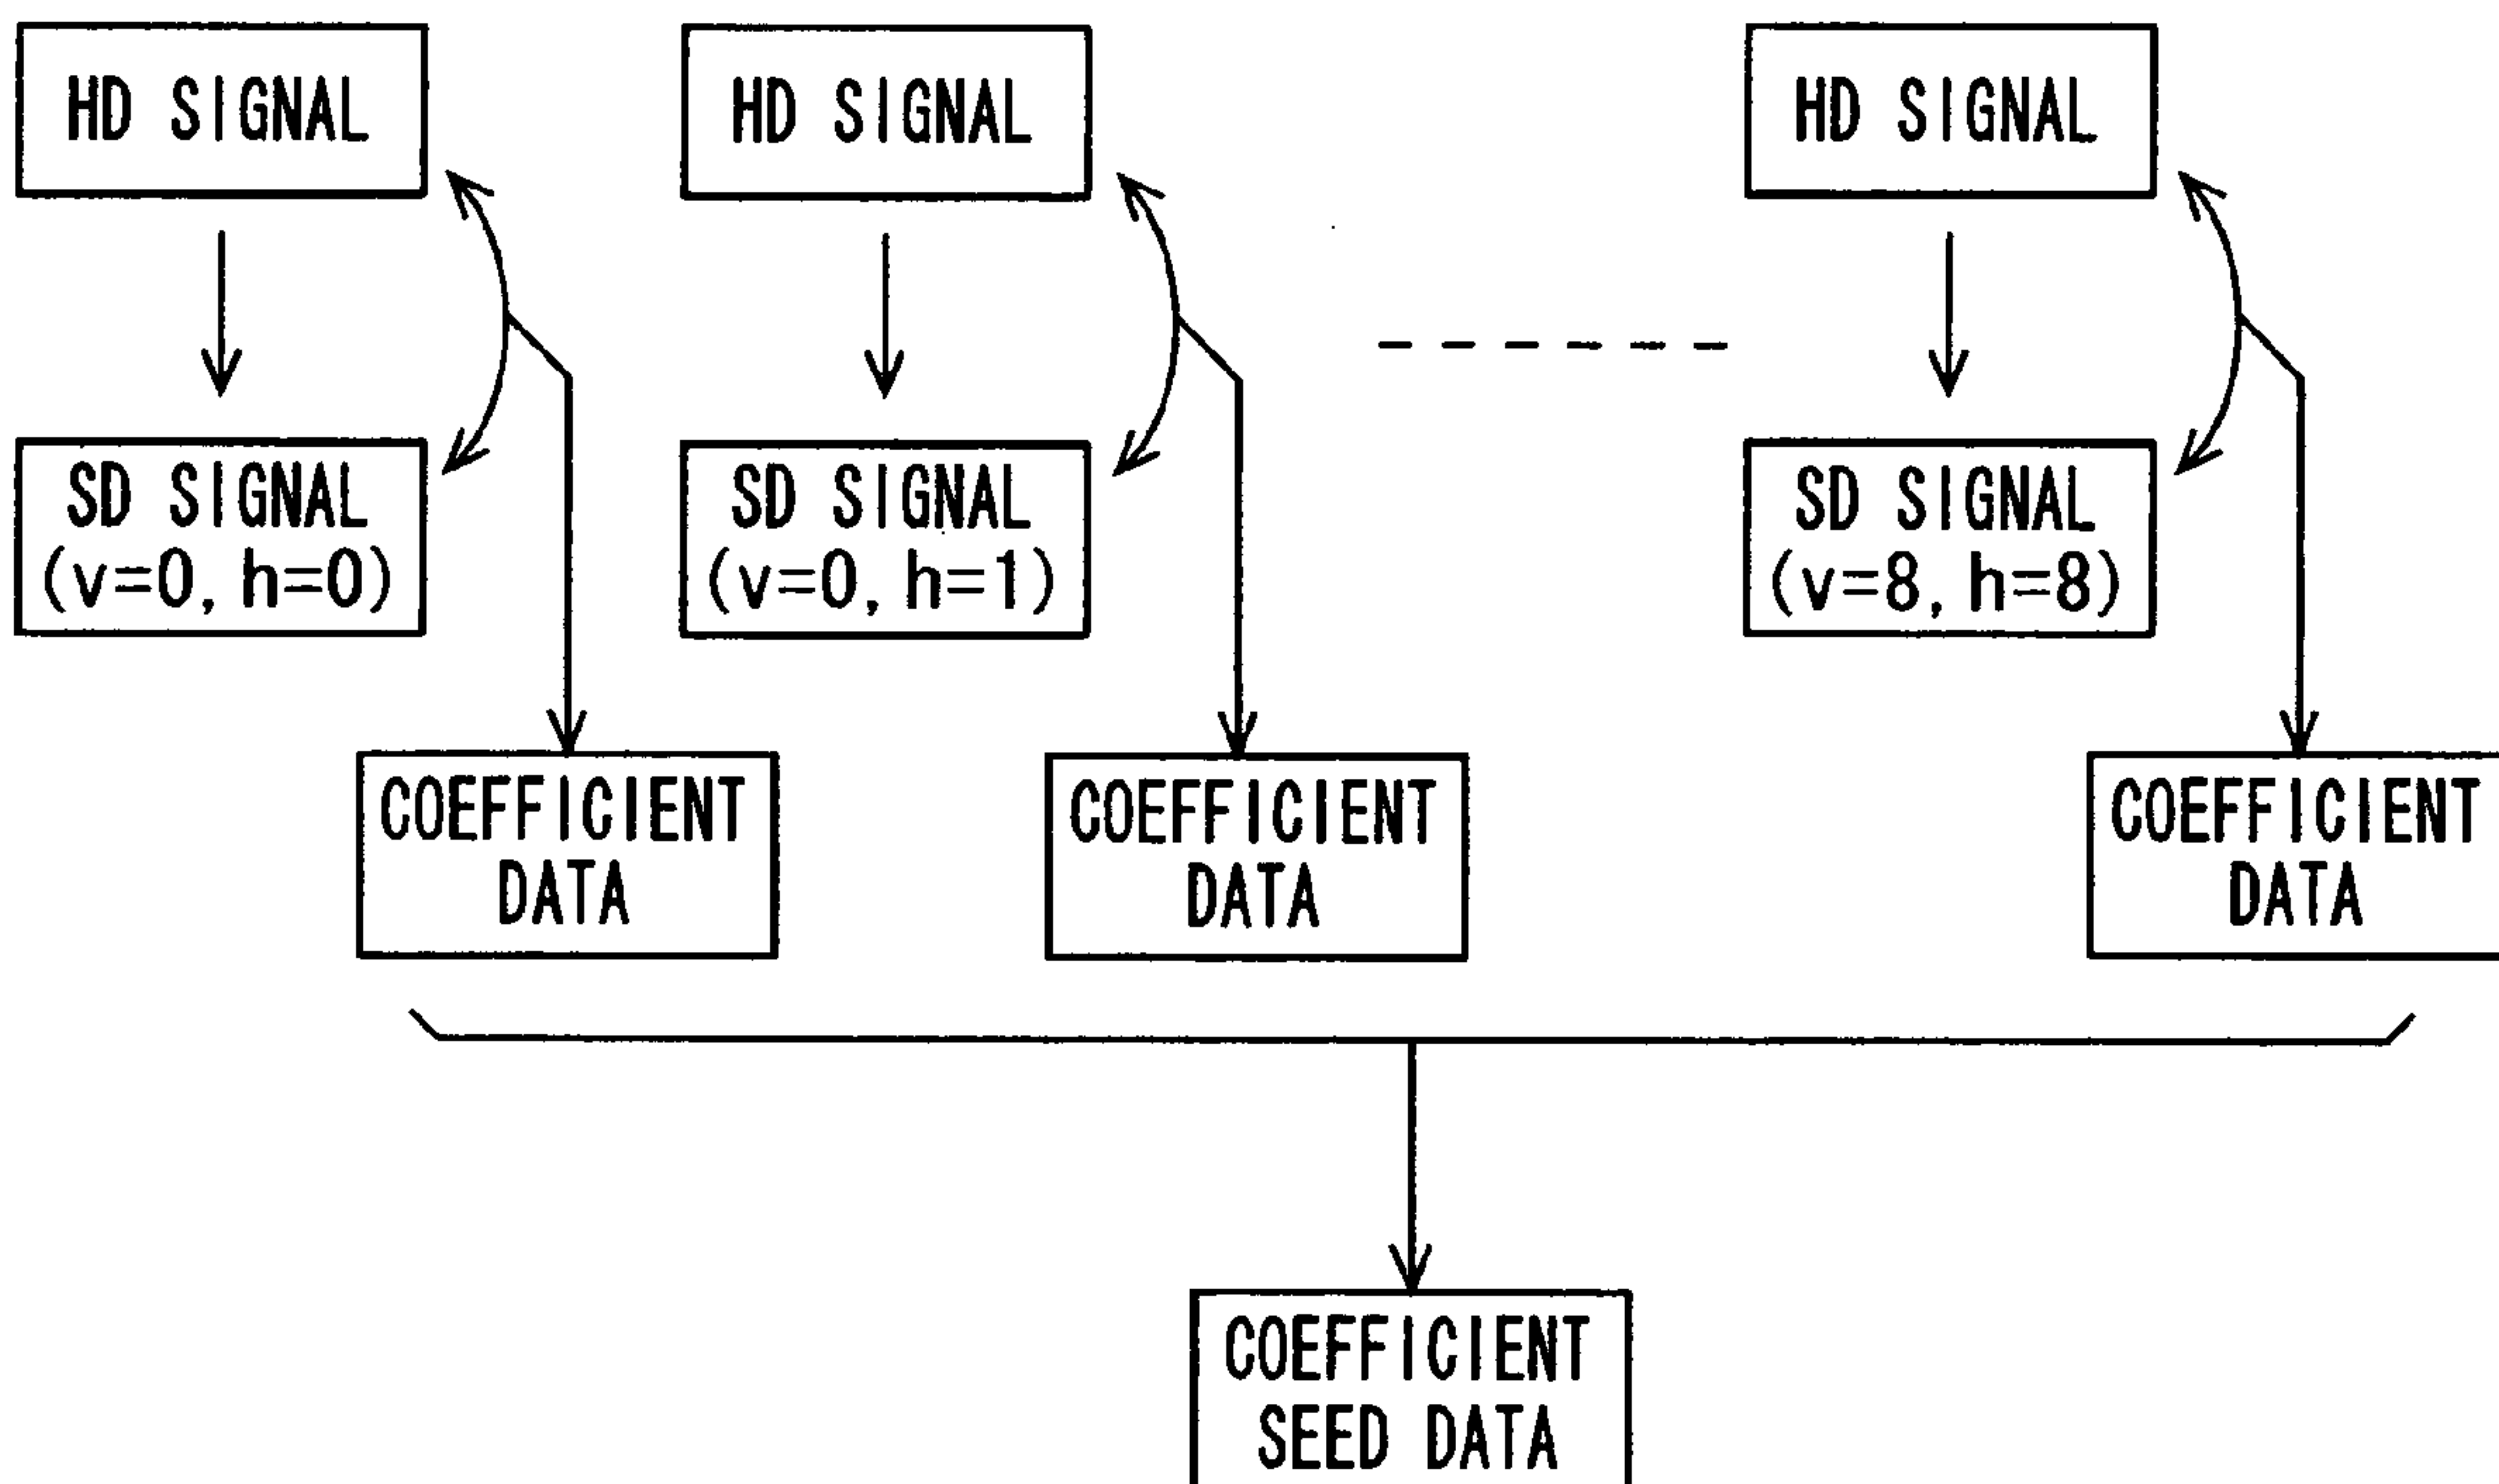 HD SIGNAL
HD SIGNAL
HD SIGNAL
SD SIGNAL
(v=0, h=0)
SD SIGNAL
(v=0, h=1)
SD SIGNAL
(v=8, h=8)
COEFFICIENT
DATA
COEFFICIENT
DATA
COEFFICIENT
DATA
COEFFICIENT
SEED DATA